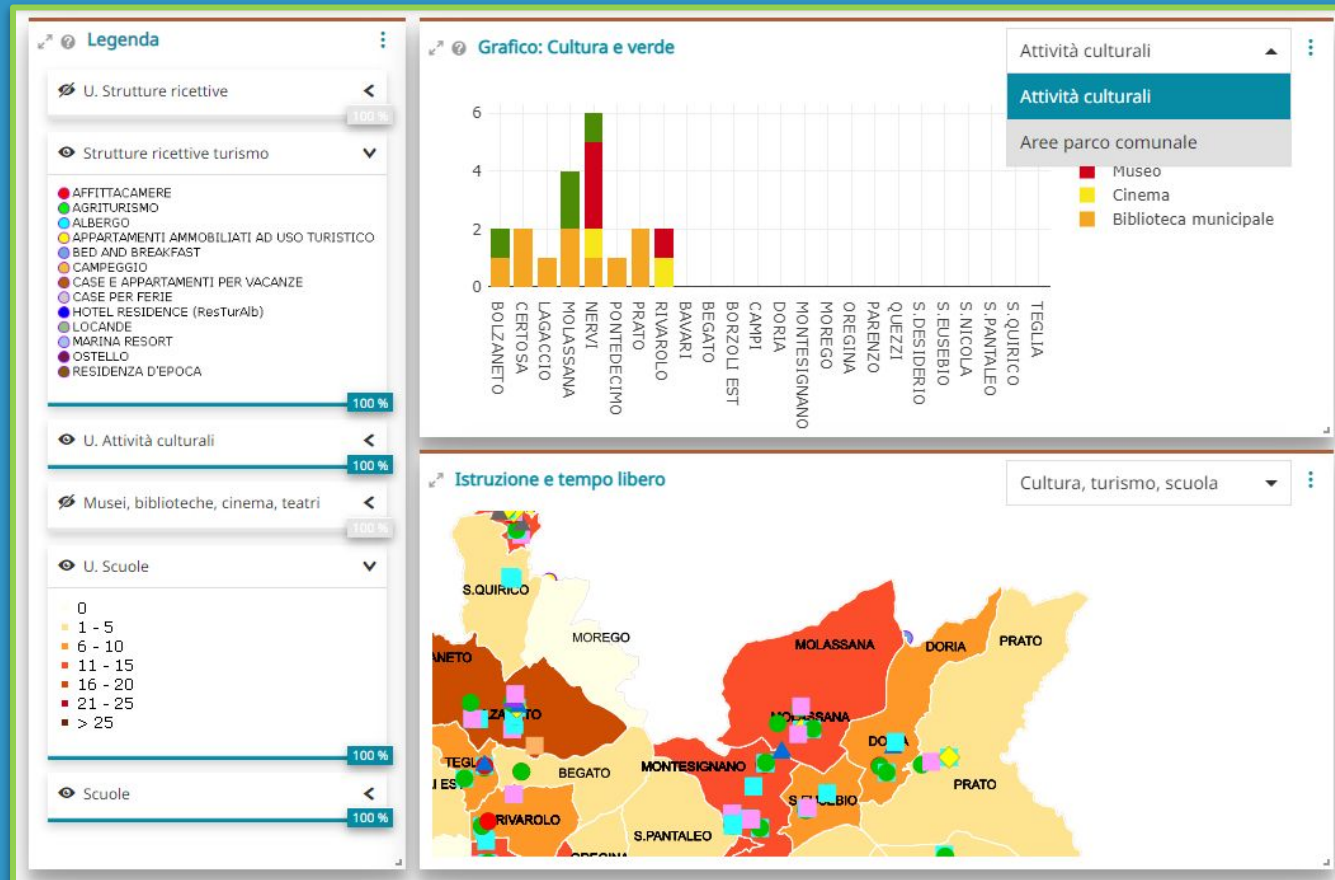 Legenda
U. Strutture ricettive
100 %
Strutture ricettive turismo
AFFITTACAMERE
AGRITURISMO
ALBERGO
APPARTAMENTI AMMOBILIATI AD USO TURISTICO
BED AND BREAKFAST
CAMPEGGIO
CASE E APPARTAMENTI PER VACANZE
CASE PER FERIE
HOTEL RESIDENCE (ResTurAlb)
LOCANDE
MARINA RESORT
OSTELLO
RESIDENZA D'EPOCA
100 %
U. Attività culturali
100 %
Musei, biblioteche, cinema, teatri
100 %
U. Scuole
0
1 - 5
6 - 10
11 - 15
16 - 20
21 - 25
> 25
100 %
Scuole
100 %
Grafico: Cultura e verde
Attività culturali
Attività culturali
Aree parco comunale
Museo
Cinema
Biblioteca municipale
6
4
2
0
BOLZANETO
CERTOSA
LAGACCIO
MOLASSANA
NERVI
PONTEDECIMO
PRATO
RIVAROLO
BAVARI
BEGATO
BORZOLI EST
CAMPI
DORIA
MONTESIGNANO
MOREGO
OREGINA
PARENZO
QUEZZI
S.DESIDERIO
S.EUSEBIO
S.NICOLA
S.PANTALEO
S.QUIRICO
TEGLIA
Istruzione e tempo libero
Cultura, turismo, scuola
S.QUIRICO
MOREGO
MOLASSANA
DORIA
PRATO
ANETO
MOLASSANA
MONTESIGNANO
BEGATO
PRATO
RIVAROLO
S.PANTALEO